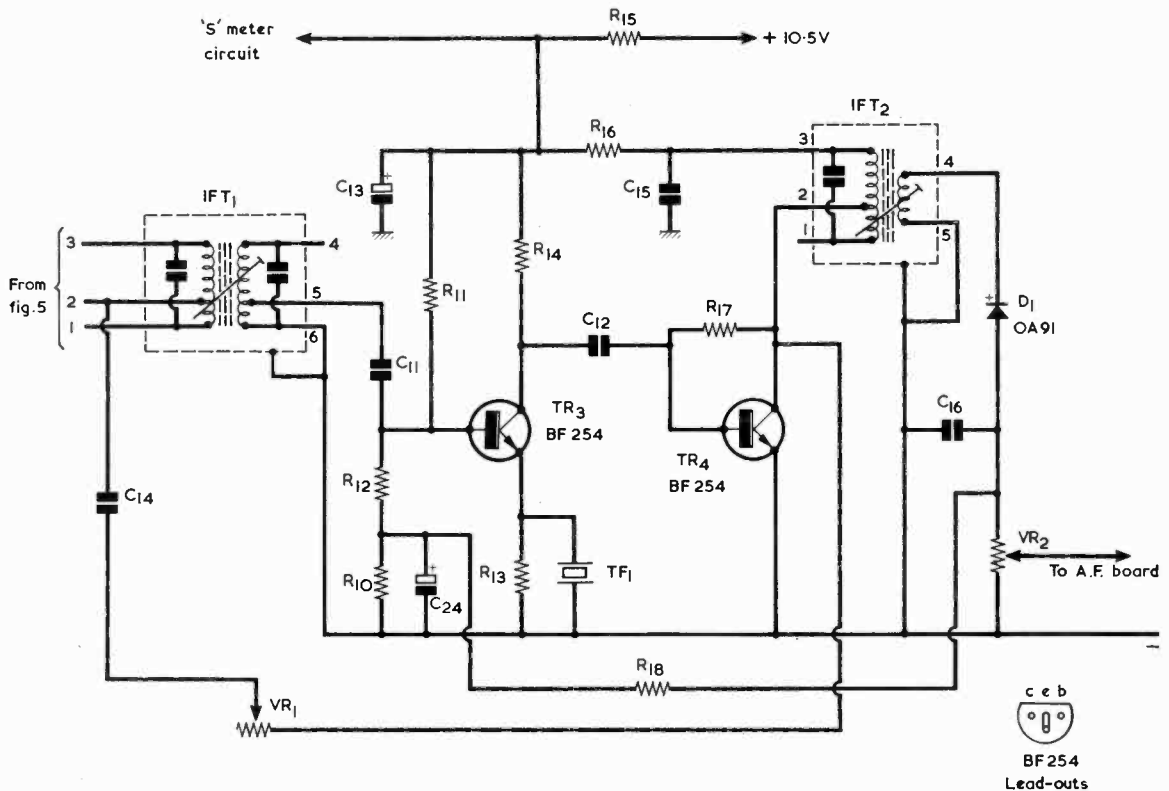 'S' meter
circuit
R15
+ 10·5V
IFT2
R16
3
4
C13
+
C15
2
IFT1
1
5
3
4
R14
From
fig.5
2
5
R11
R17
+
D1
OA91
1
6
C12
C11
TR3
BF 254
C16
TR4
BF 254
R12
C14
VR2
To A.F. board
R10
+
C24
R13
TF1
−
R18
VR1
c e b
BF254
Lead-outs